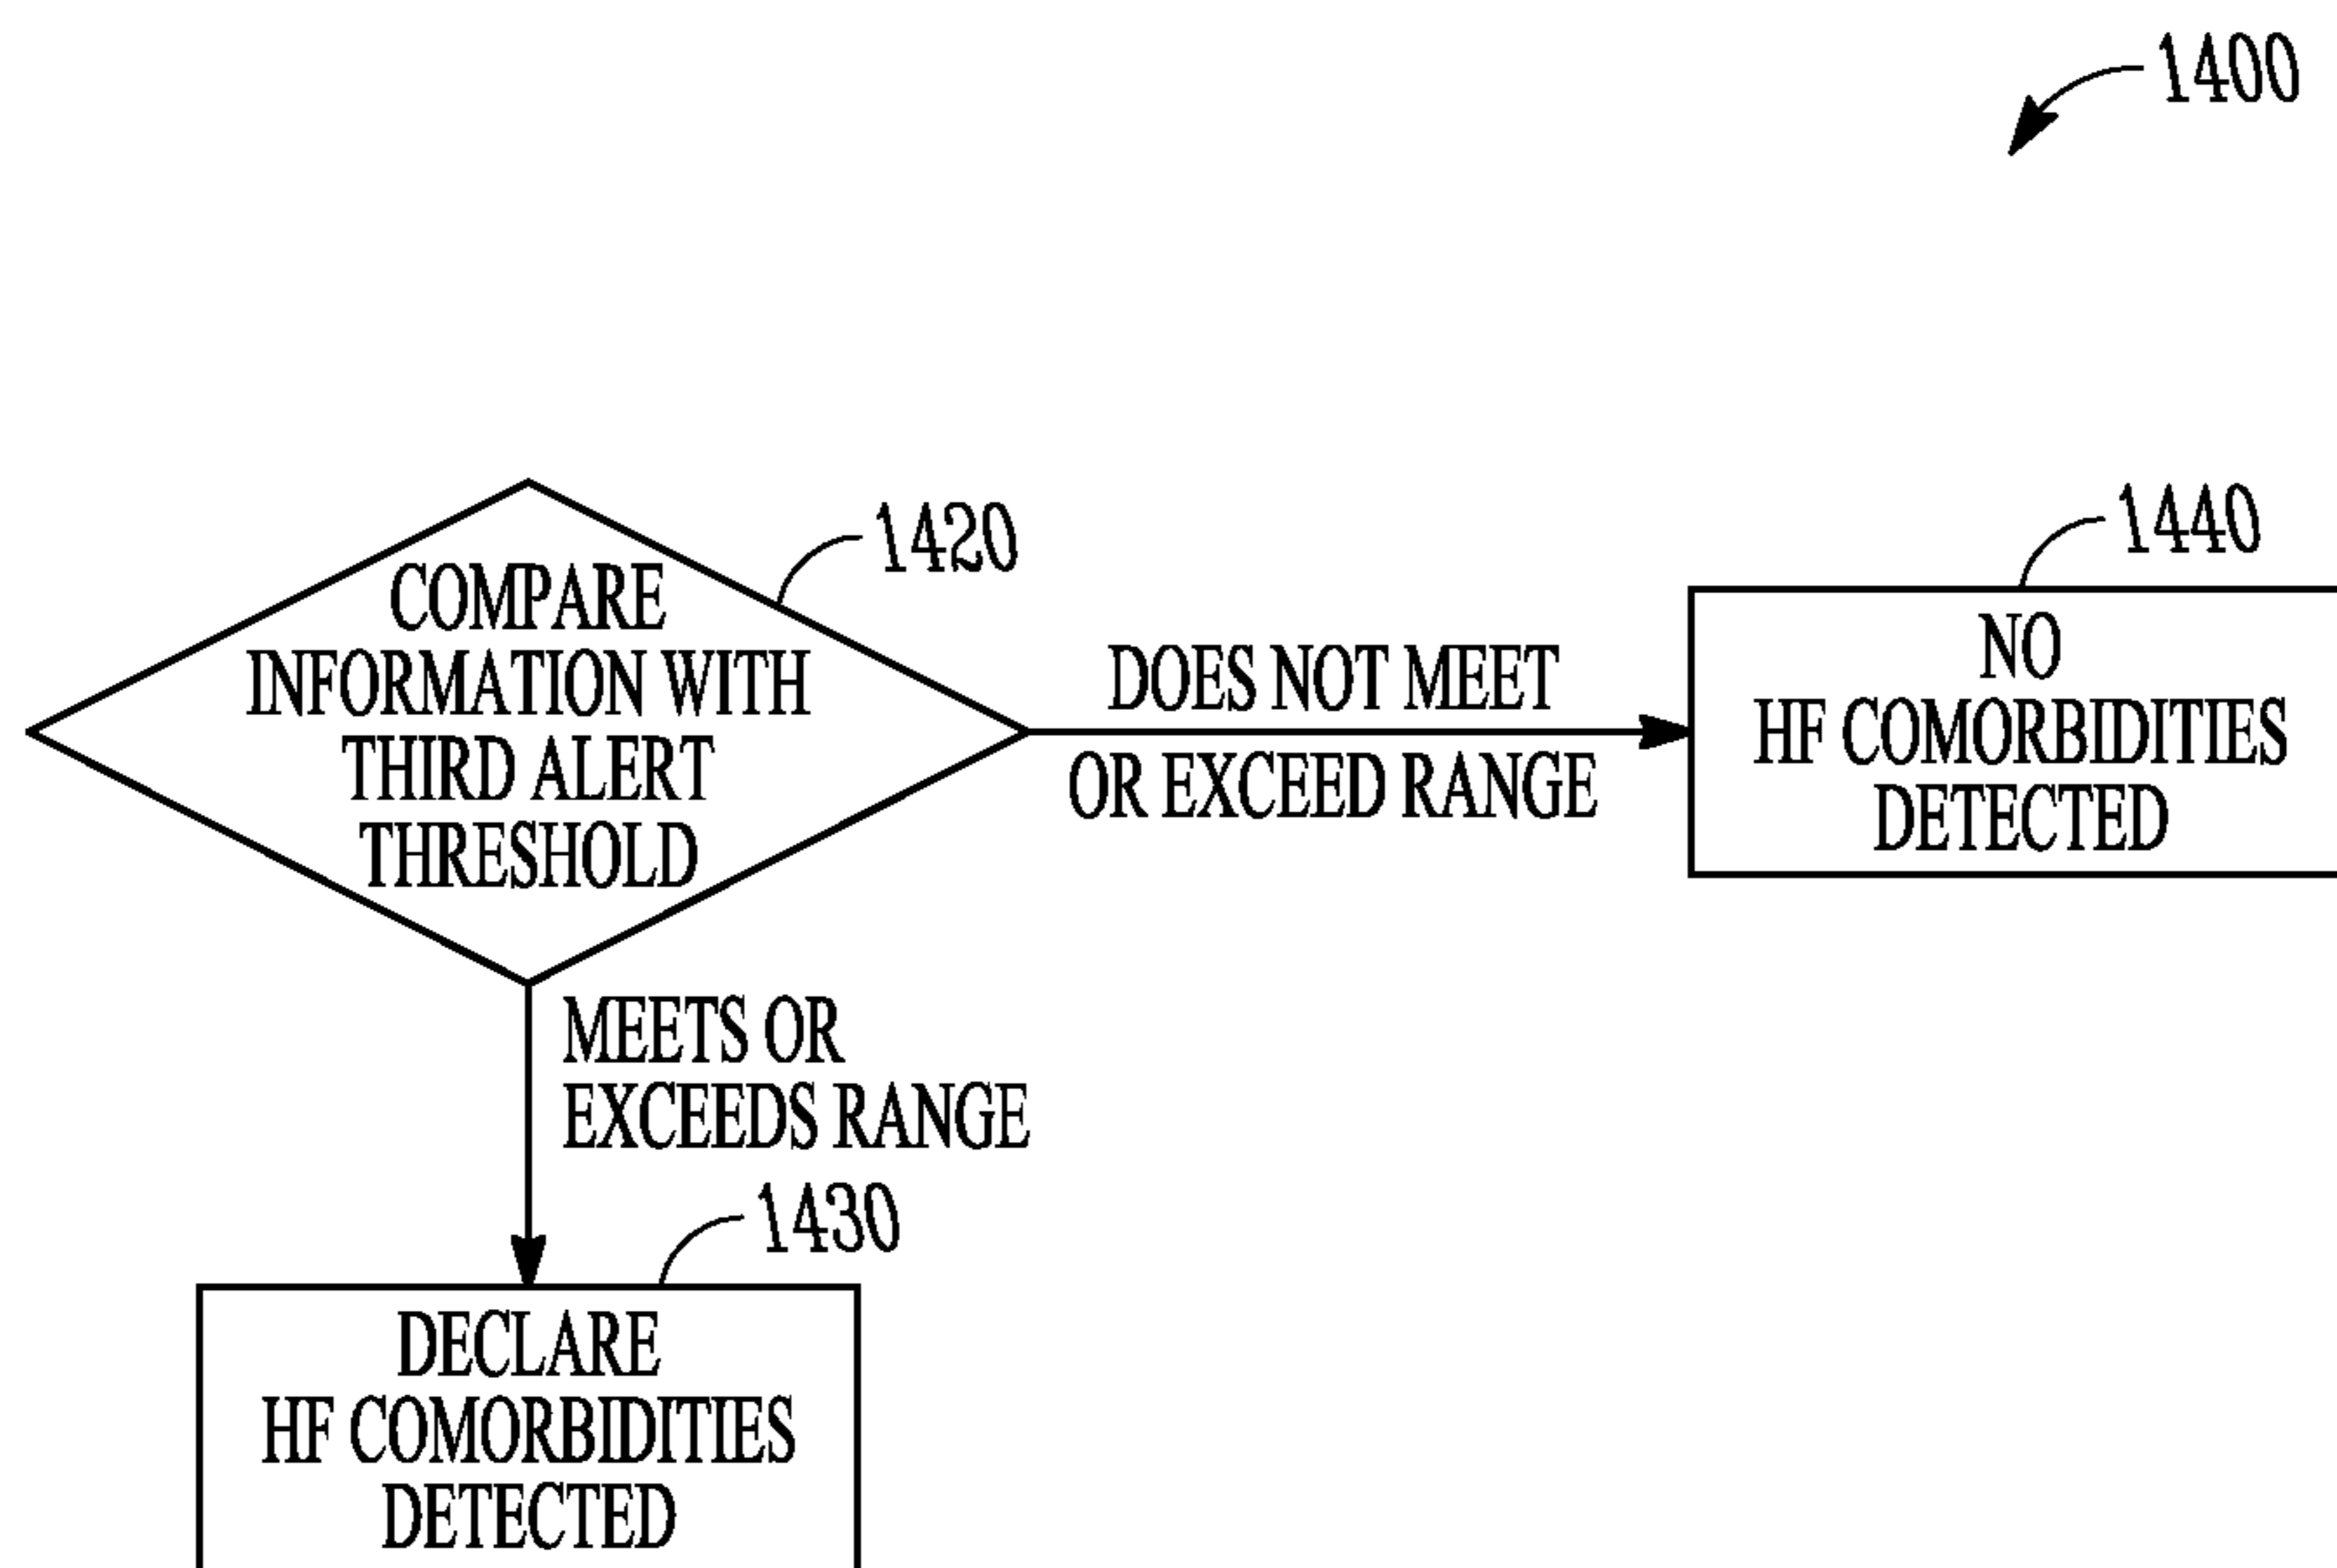 1400
1420
COMPARE
INFORMATION WITH
THIRD ALERT
THRESHOLD
DOES NOT MEET
OR EXCEED RANGE
1440
NO
HF COMORBIDITIES
DETECTED
MEETS OR
EXCEEDS RANGE
1430
DECLARE
HF COMORBIDITIES
DETECTED